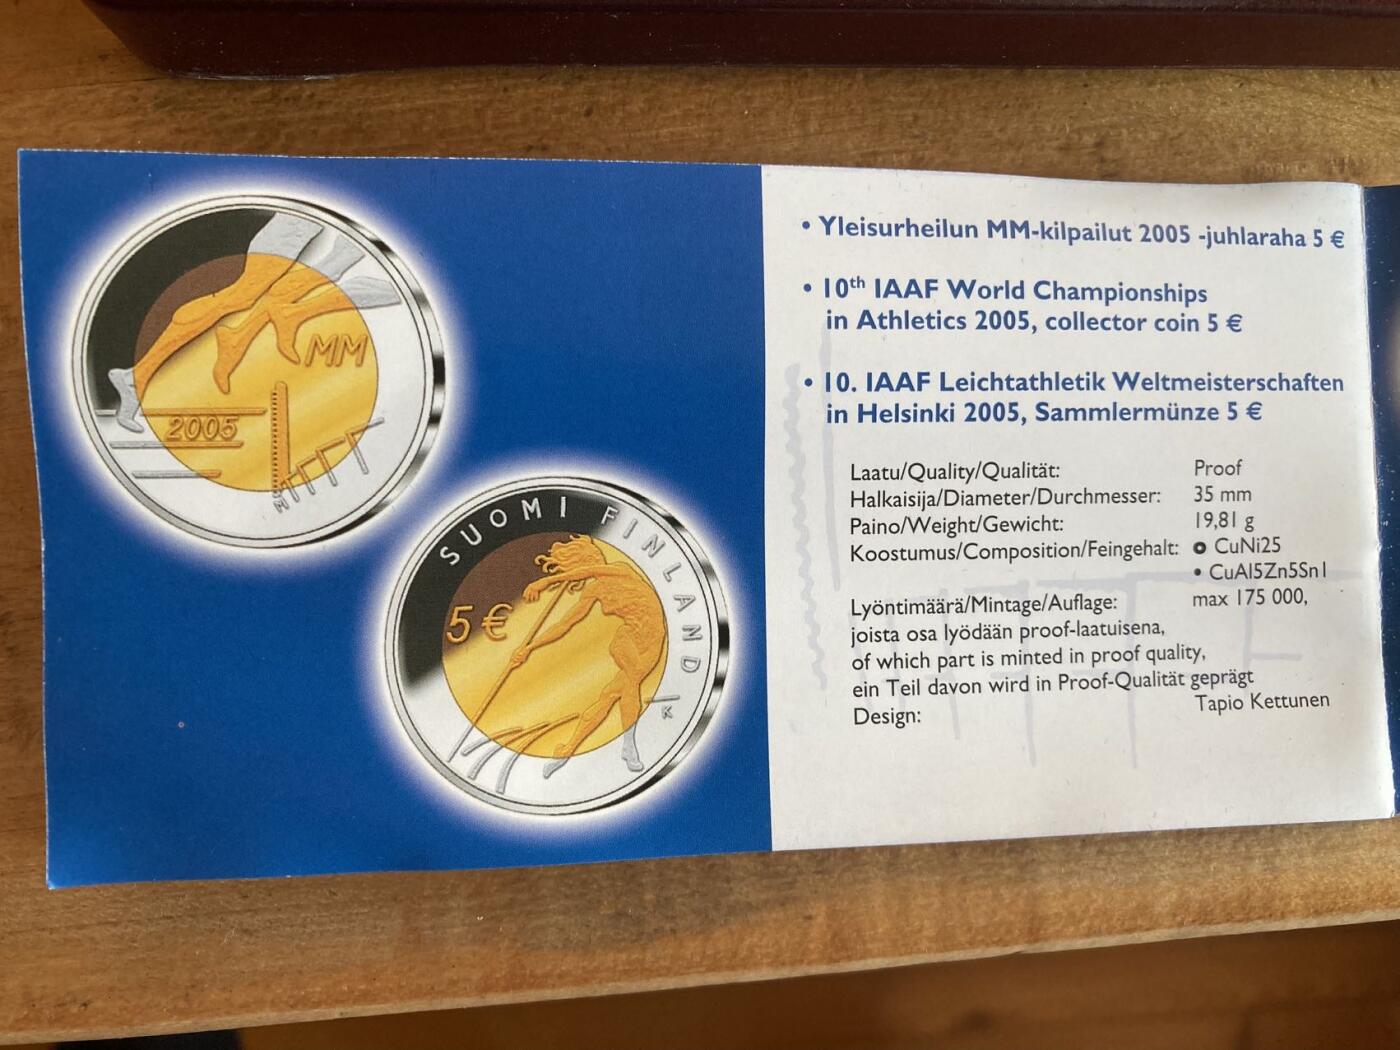 MM
2005
SUOMI FINLAND
5 €
K
• Yleisurheilun MM-kilpailut 2005 -juhlaraha 5 €
• 10th IAAF World Championships
in Athletics 2005, collector coin 5 €
• 10. IAAF Leichtathletik Weltmeisterschaften
in Helsinki 2005, Sammlermünze 5 €
Laatu/Quality/Qualität: Proof
Halkaisija/Diameter/Durchmesser: 35 mm
Paino/Weight/Gewicht: 19,81 g
Koostumus/Composition/Feingehalt: CuNi25
• CuAl5Zn5Sn1
Lyöntimäärä/Mintage/Auflage: max 175 000,
joista osa lyödään proof-laatuisena,
of which part is minted in proof quality,
ein Teil davon wird in Proof-Qualität geprägt
Design: Tapio Kettunen